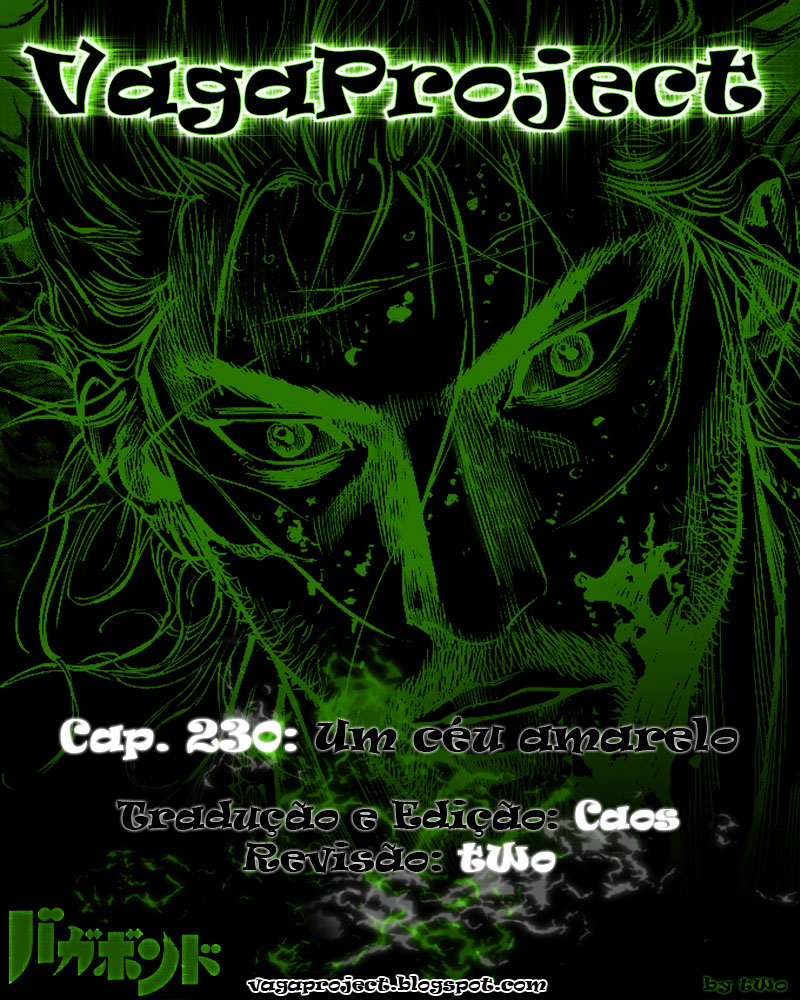 VagaProject
Cap. 230: Um céu amarelo
Tradução e Edição: Caos
Revisão: tWo
バガボンド
vagaproject.blogspot.com
by tWo